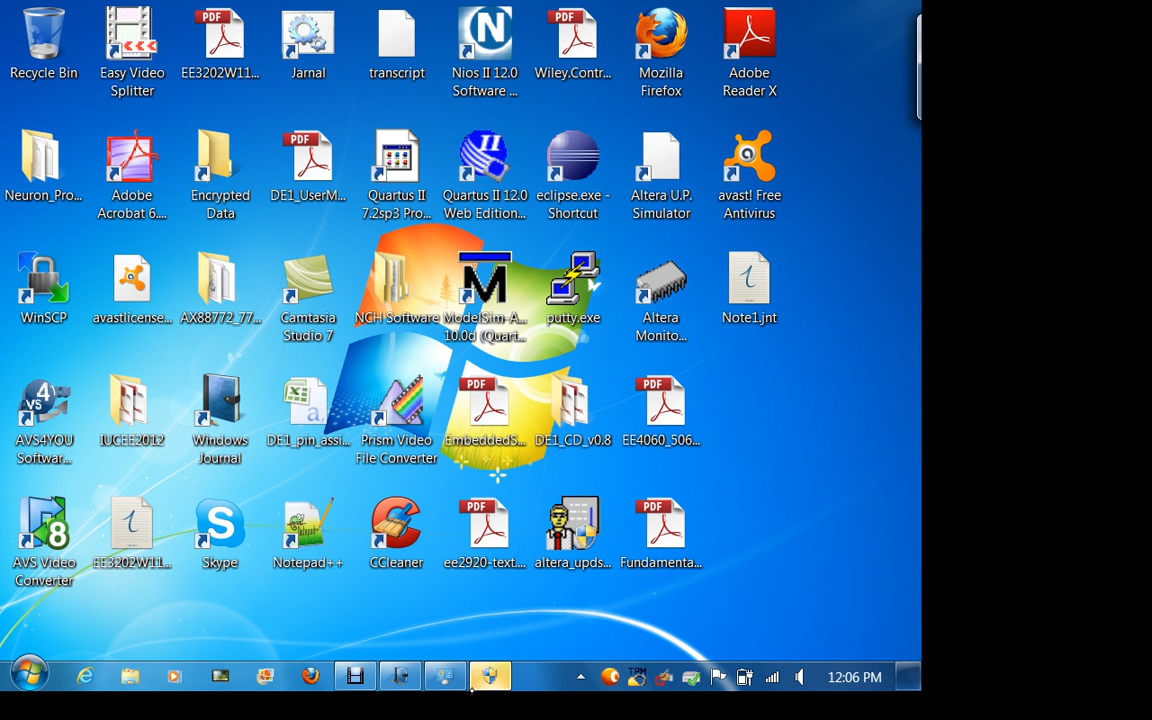 Recycle Bin
Easy Video
Splitter
EE3202W11...
Jarnal
transcript
Nios II 12.0
Software ...
Wiley.Contr...
Mozilla
Firefox
Adobe
Reader X
Neuron_Pro...
Adobe
Acrobat 6....
Encrypted
Data
DE1_UserM...
Quartus II
7.2sp3 Pro...
Quartus II 12.0
Web Edition...
eclipse.exe -
Shortcut
Altera U.P.
Simulator
avast! Free
Antivirus
WinSCP
avastlicense...
AX88772_77...
Camtasia
Studio 7
NCH Software
ModelSim-A...
10.0d (Quart...
putty.exe
Altera
Monito...
Note1.jnt
AVS4YOU
Softwar...
IUCEE2012
Windows
Journal
DE1_pin_assi...
Prism Video
File Converter
EmbeddedS...
DE1_CD_v0.8
EE4060_506...
AVS Video
Converter
EE3202W11...
Skype
Notepad++
CCleaner
ee2920-text....
altera_upds...
Fundamenta...
12:06 PM